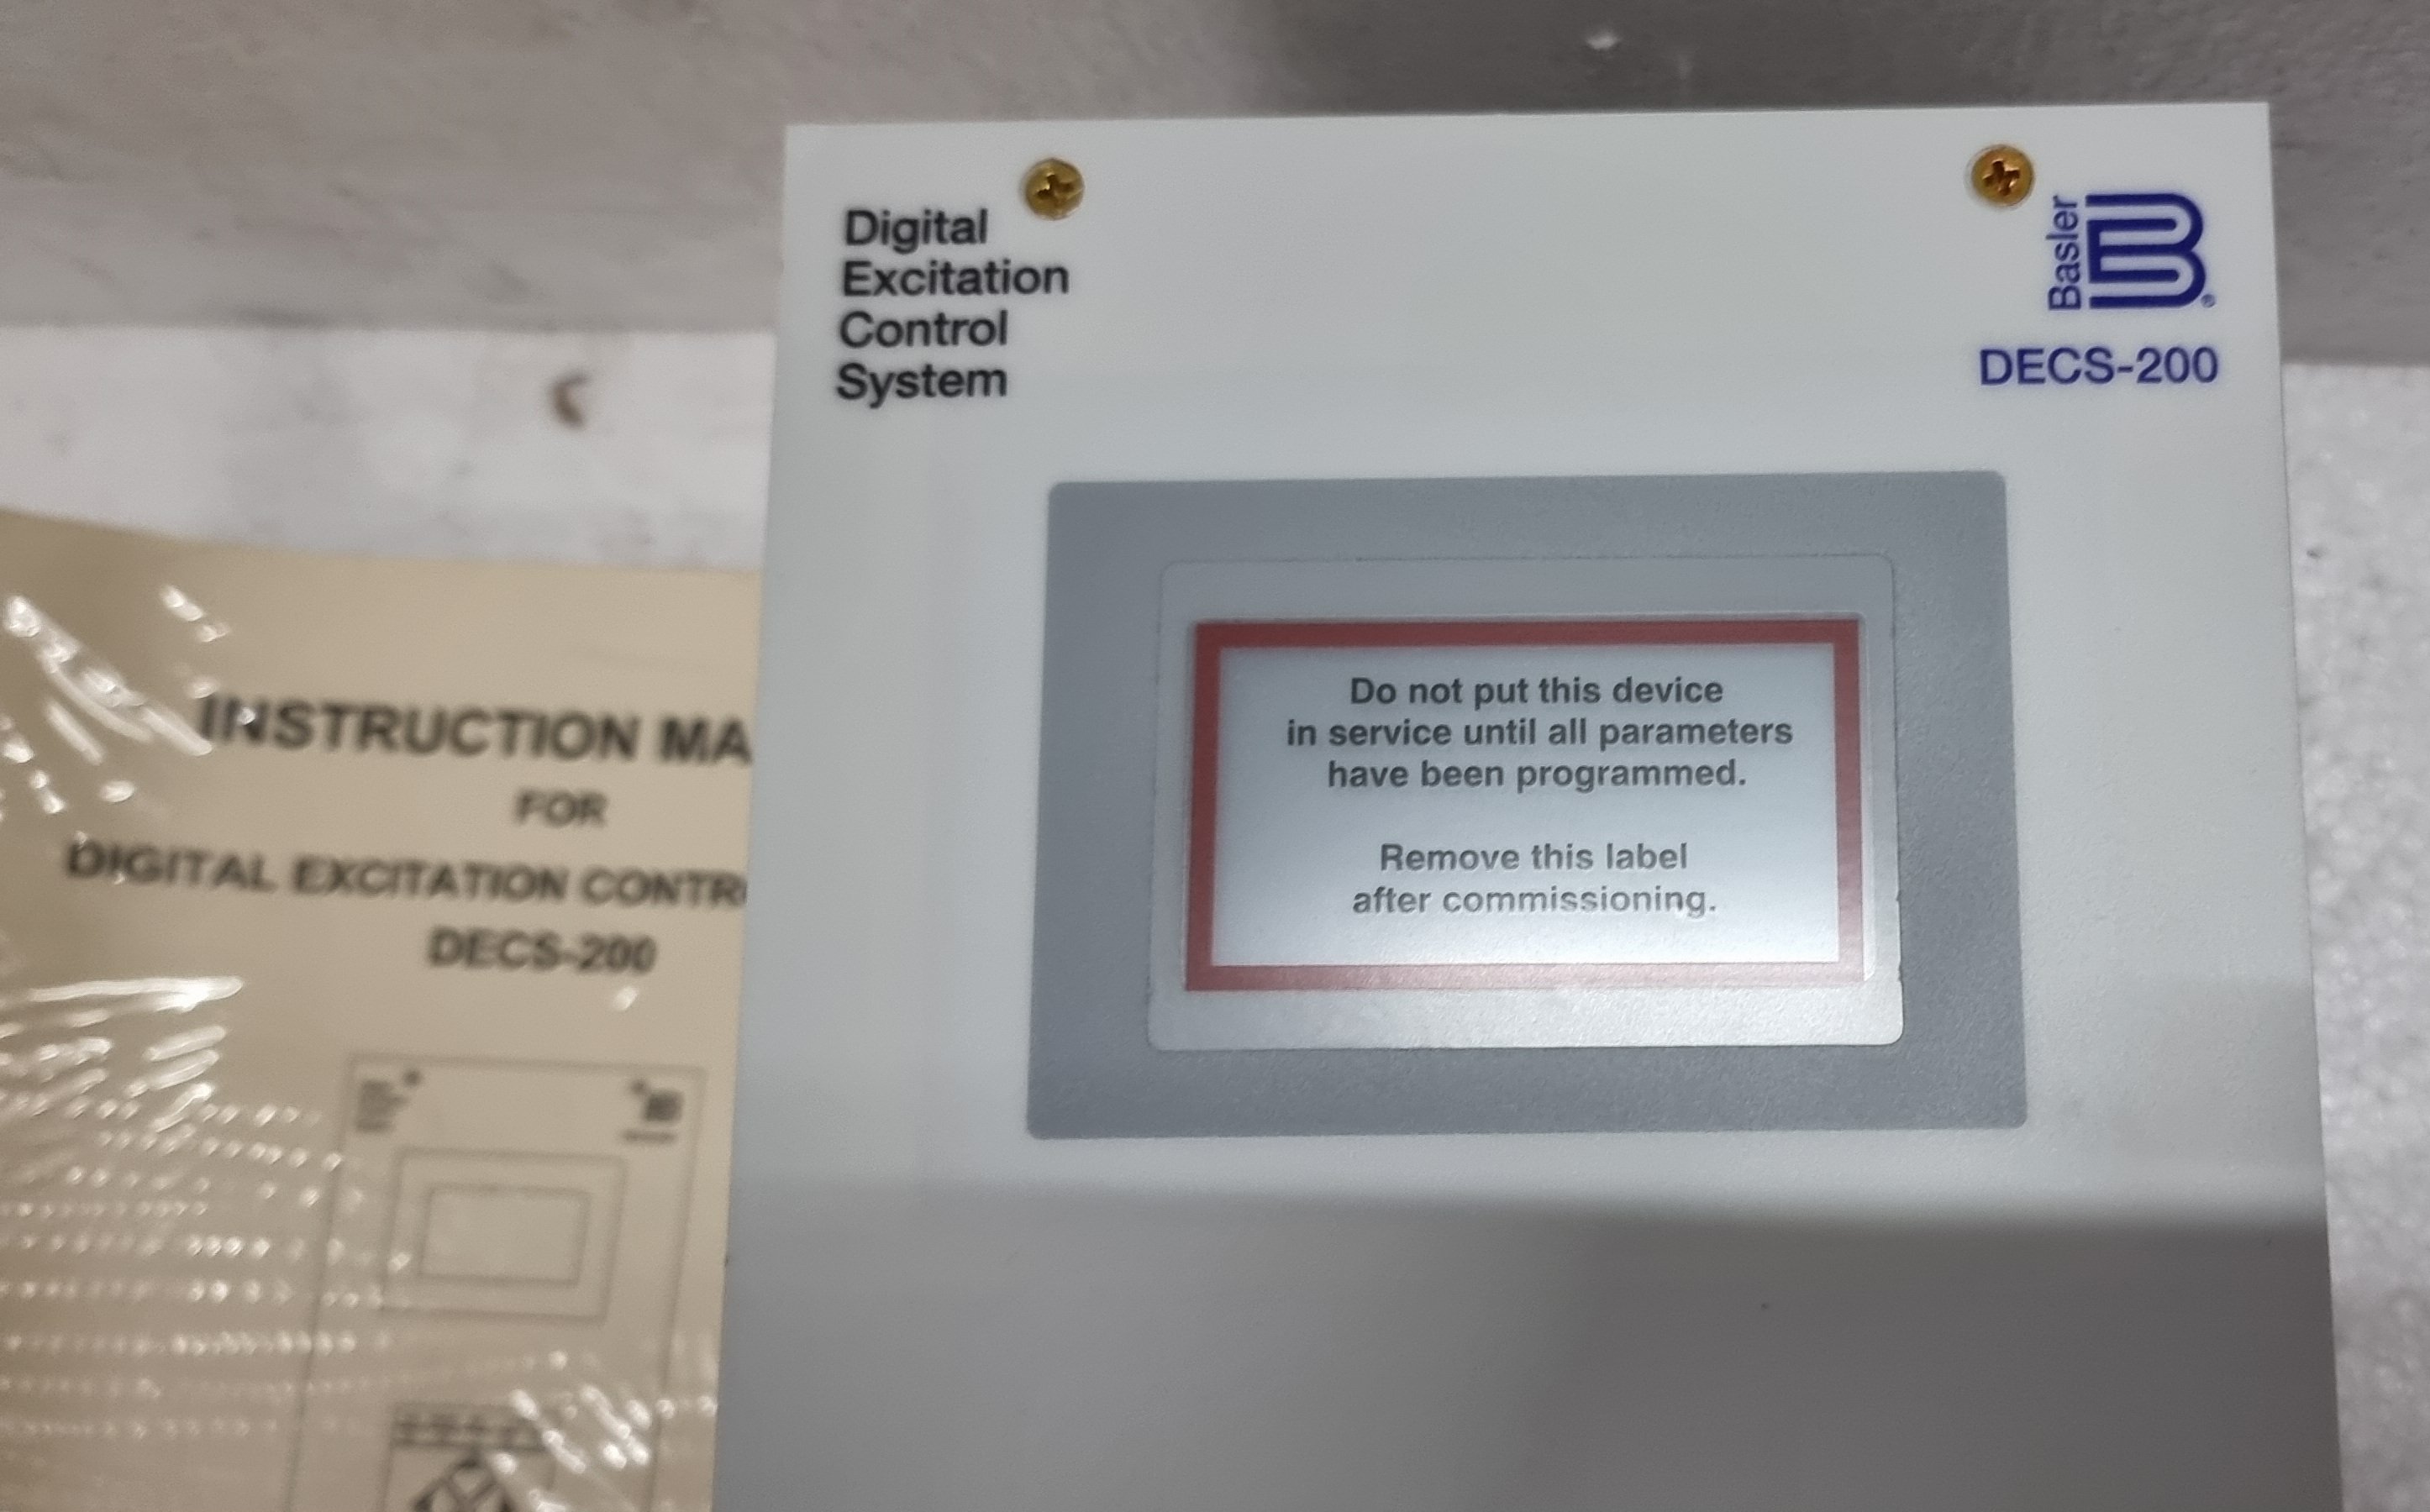 Digital
Excitation
Control
System
Basler
DECS-200
Do not put this device
in service until all parameters
have been programmed.
Remove this label
after commissioning.
INSTRUCTION MA
FOR
DIGITAL EXCITATION CONTR
DECS-200